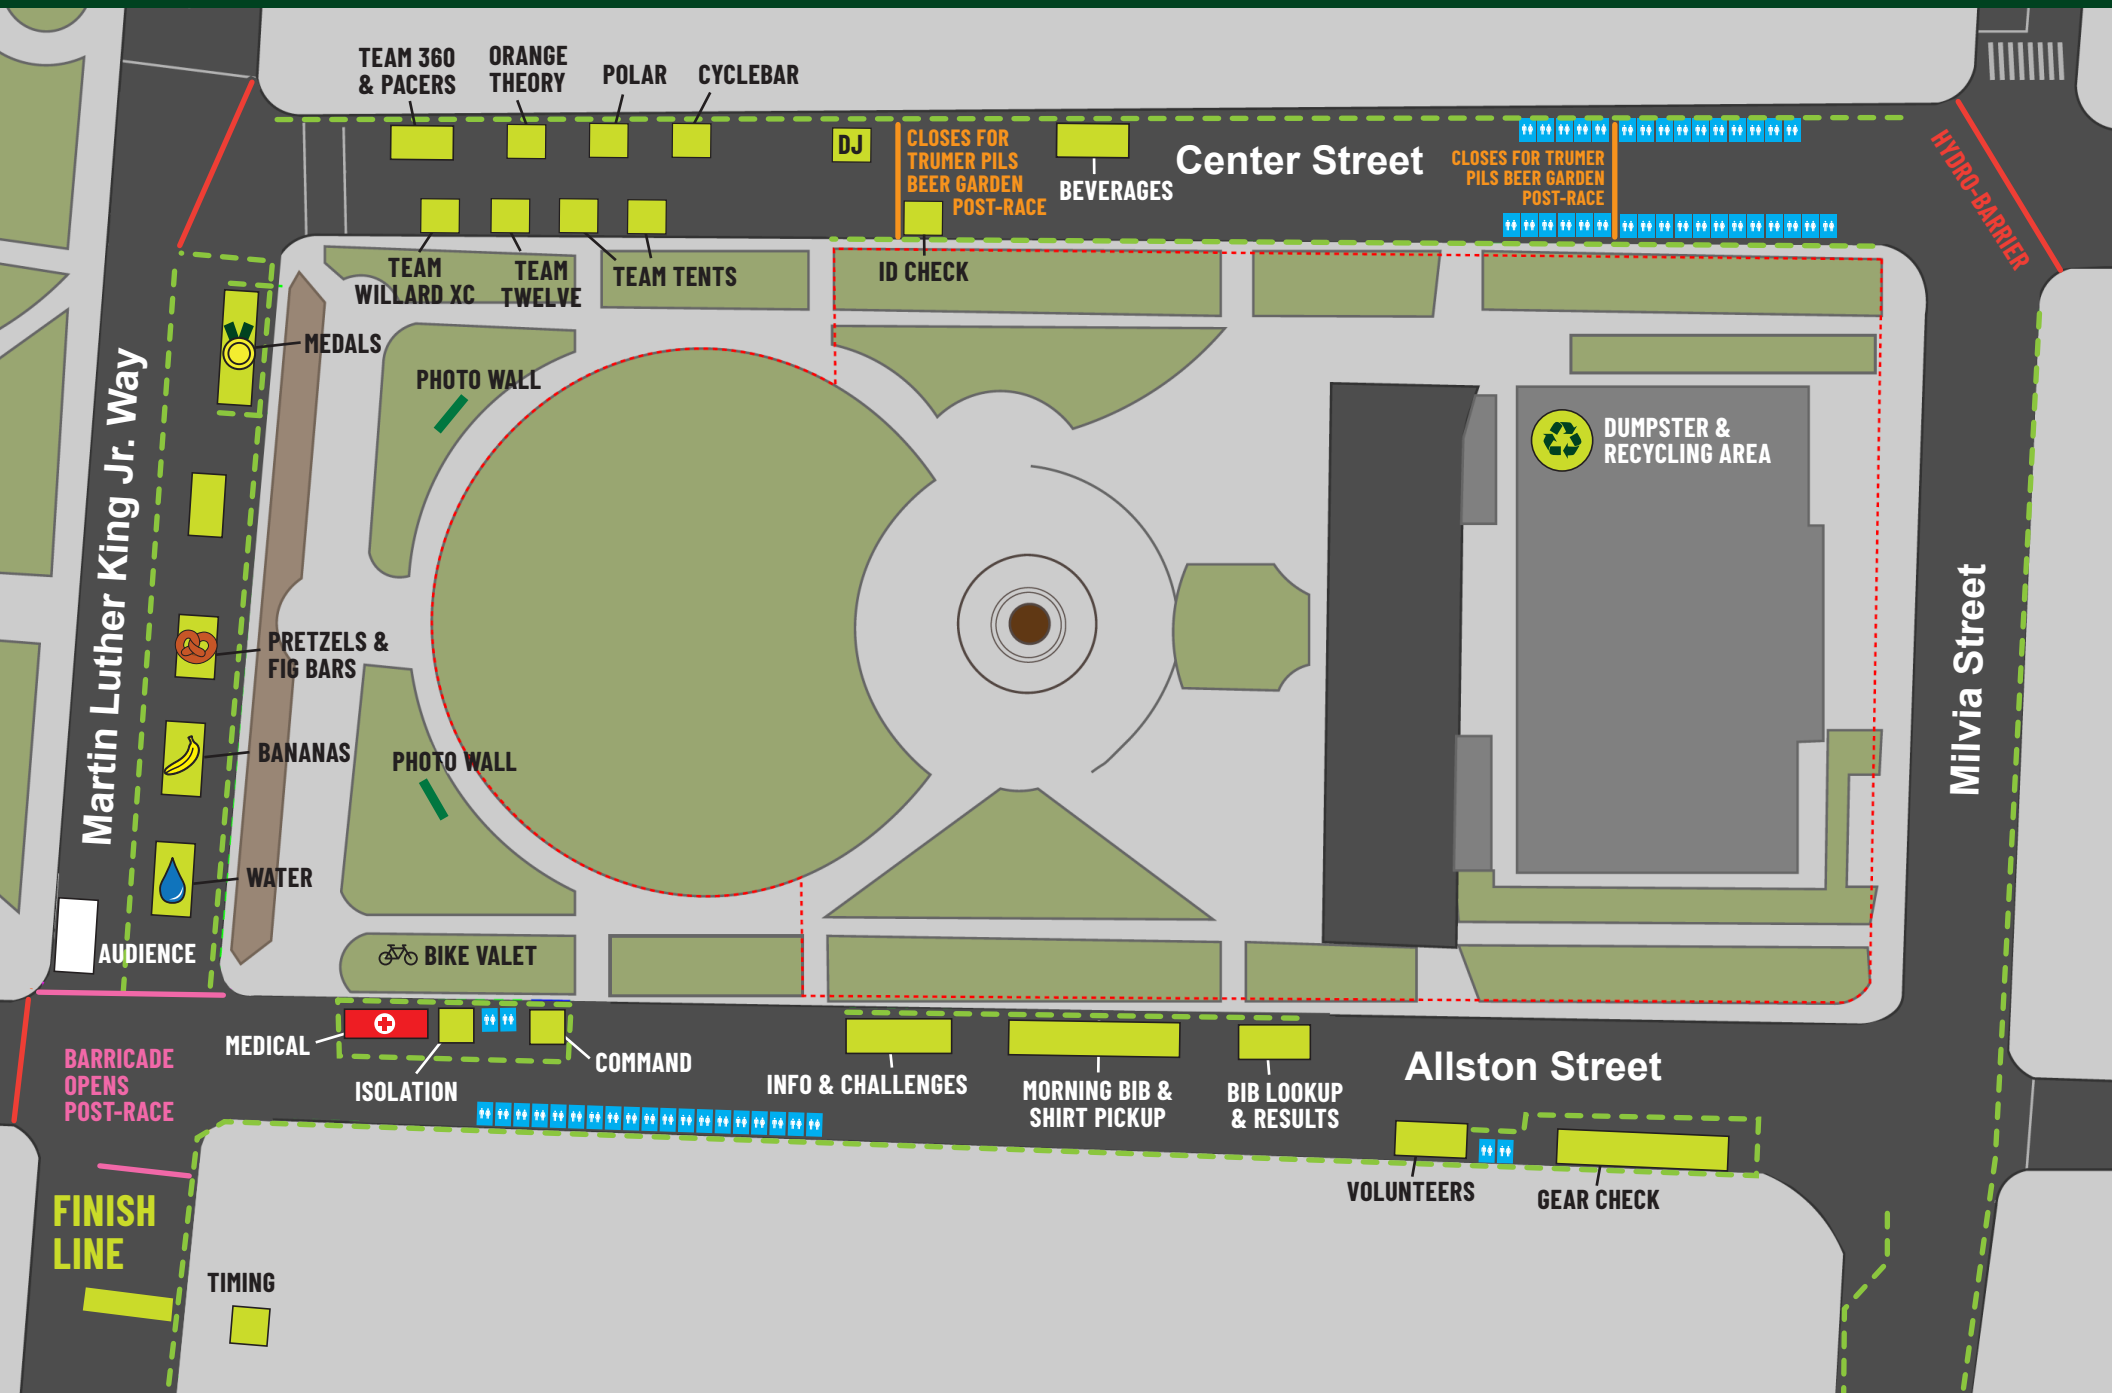 TEAM 360
& PACERS
ORANGE
THEORY
POLAR
CYCLEBAR
DJ
CLOSES FOR
TRUMER PILS
BEER GARDEN
POST-RACE
BEVERAGES
Center Street
CLOSES FOR TRUMER
PILS BEER GARDEN
POST-RACE
HYDRO-BARRIER
TEAM
WILLARD XC
TEAM
TWELVE
TEAM TENTS
ID CHECK
MEDALS
PHOTO WALL
DUMPSTER &
RECYCLING AREA
Martin Luther King Jr. Way
Milvia Street
PRETZELS &
FIG BARS
BANANAS
PHOTO WALL
WATER
AUDIENCE
BIKE VALET
MEDICAL
ISOLATION
COMMAND
INFO & CHALLENGES
MORNING BIB &
SHIRT PICKUP
BIB LOOKUP
& RESULTS
Allston Street
BARRICADE
OPENS
POST-RACE
VOLUNTEERS
GEAR CHECK
FINISH
LINE
TIMING